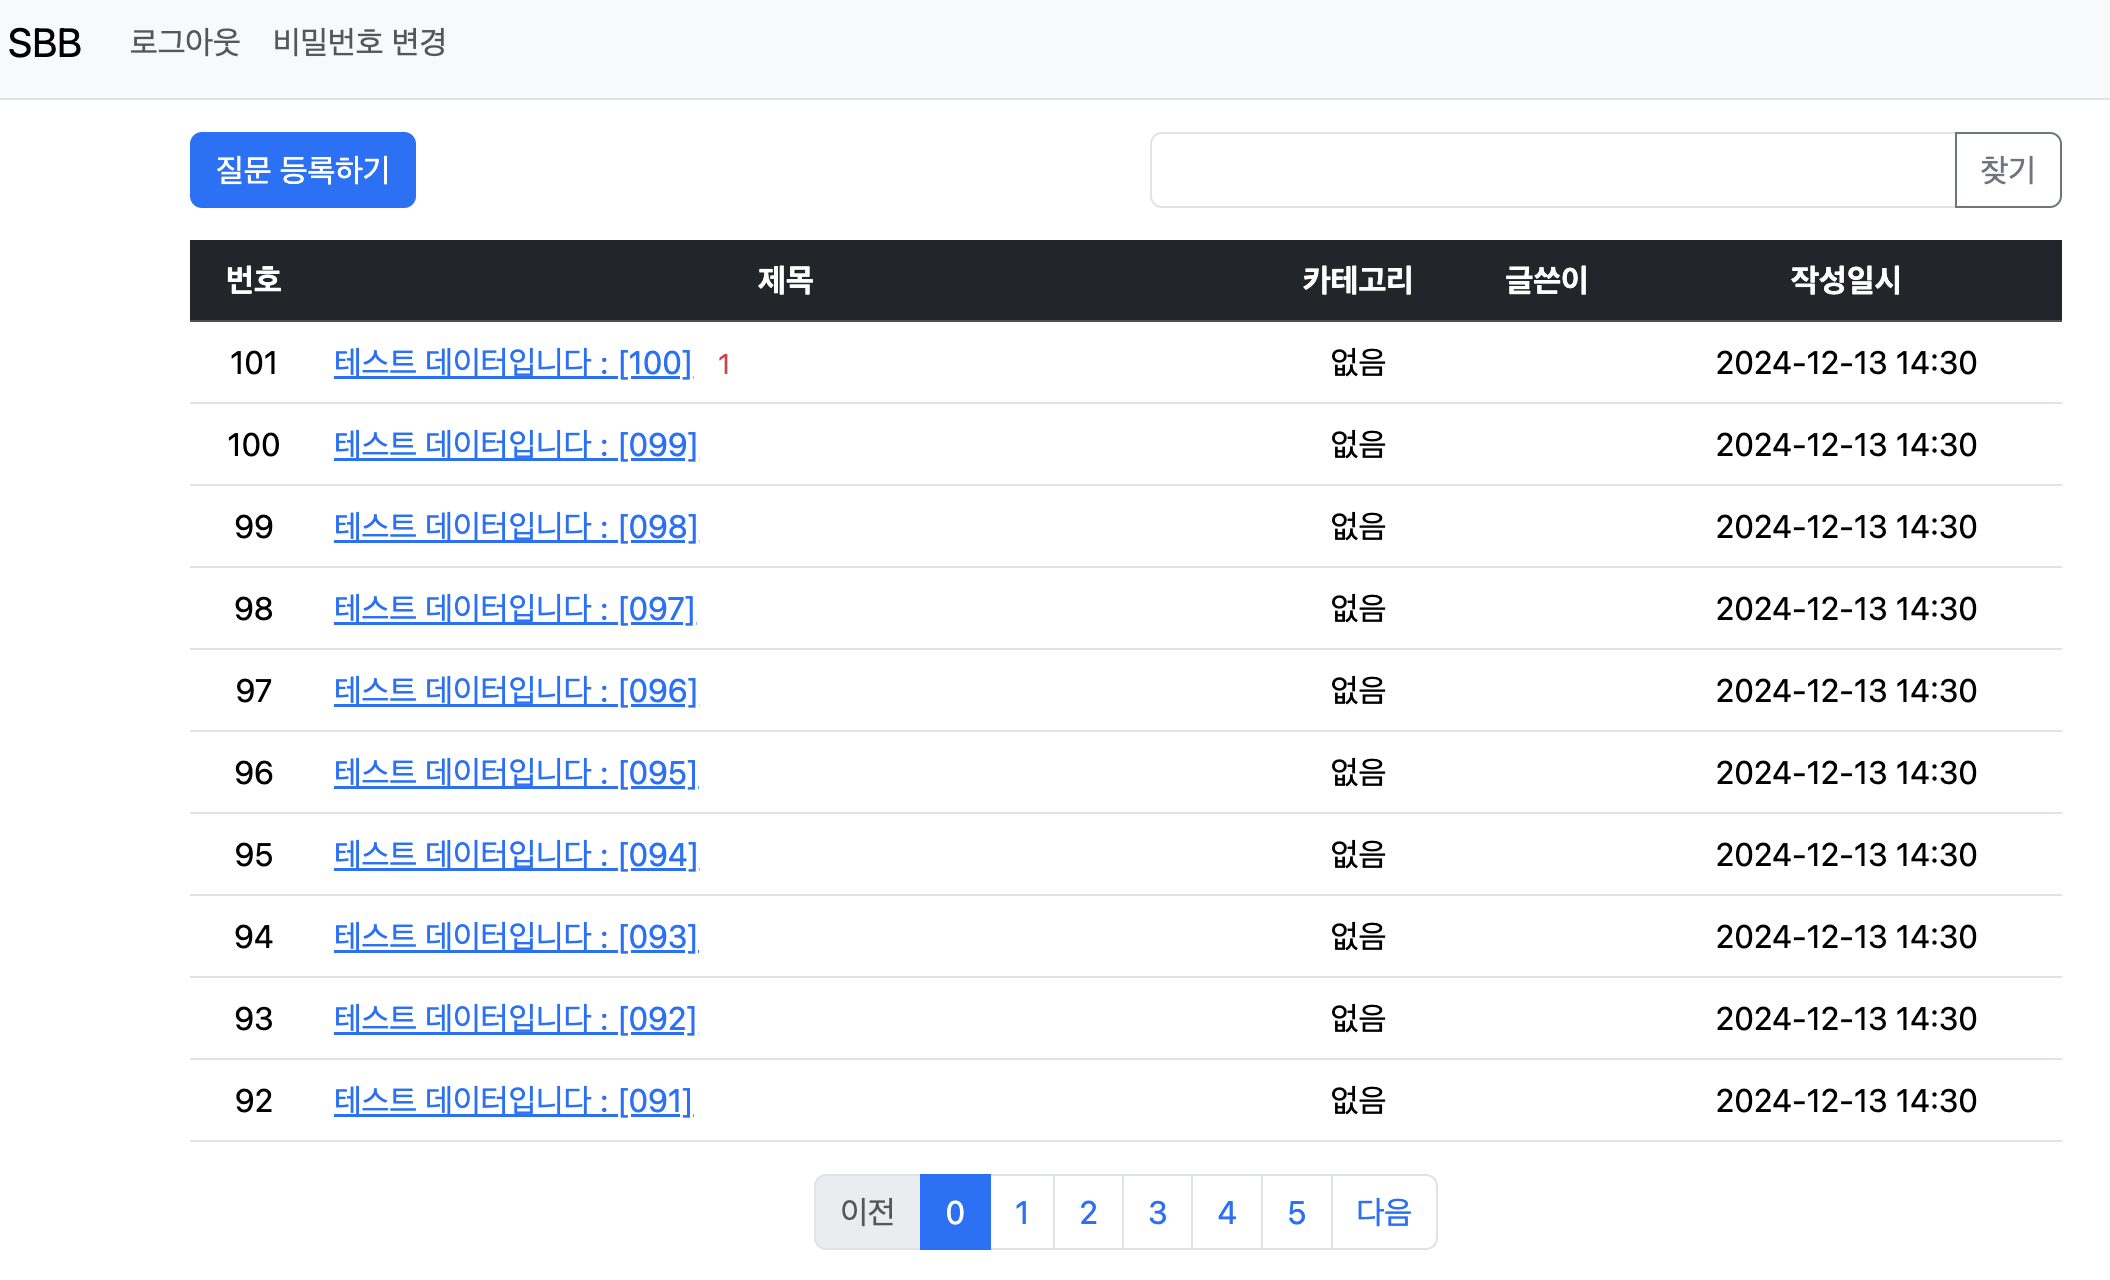 SBB 로그아웃 비밀번호 변경
질문 등록하기 찾기
번호 제목 카테고리 글쓴이 작성일시
101 테스트 데이터입니다 : [100] 1 없음 2024-12-13 14:30
100 테스트 데이터입니다 : [099] 없음 2024-12-13 14:30
99 테스트 데이터입니다 : [098] 없음 2024-12-13 14:30
98 테스트 데이터입니다 : [097] 없음 2024-12-13 14:30
97 테스트 데이터입니다 : [096] 없음 2024-12-13 14:30
96 테스트 데이터입니다 : [095] 없음 2024-12-13 14:30
95 테스트 데이터입니다 : [094] 없음 2024-12-13 14:30
94 테스트 데이터입니다 : [093] 없음 2024-12-13 14:30
93 테스트 데이터입니다 : [092] 없음 2024-12-13 14:30
92 테스트 데이터입니다 : [091] 없음 2024-12-13 14:30
이전 0 1 2 3 4 5 다음